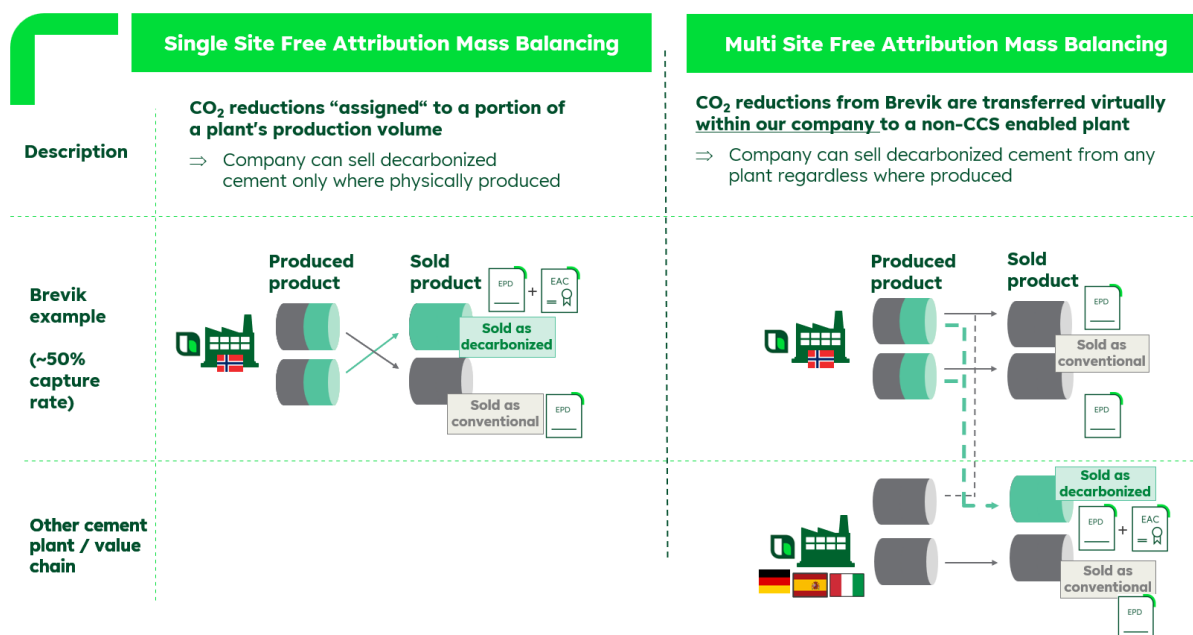 Single Site Free Attribution Mass Balancing
Multi Site Free Attribution Mass Balancing
Description
CO₂ reductions “assigned“ to a portion of
a plant’s production volume
⇒ Company can sell decarbonized
cement only where physically produced
CO₂ reductions from Brevik are transferred virtually
within our company to a non-CCS enabled plant
⇒ Company can sell decarbonized cement from any
plant regardless where produced
Brevik
example
(~50%
capture
rate)
Produced
product
Sold
product
EPD
+
EAC
Sold as
decarbonized
Sold as
conventional
EPD
Produced
product
Sold
product
EPD
Sold as
conventional
EPD
Other cement
plant / value
chain
Sold as
decarbonized
EPD
+
EAC
Sold as
conventional
EPD